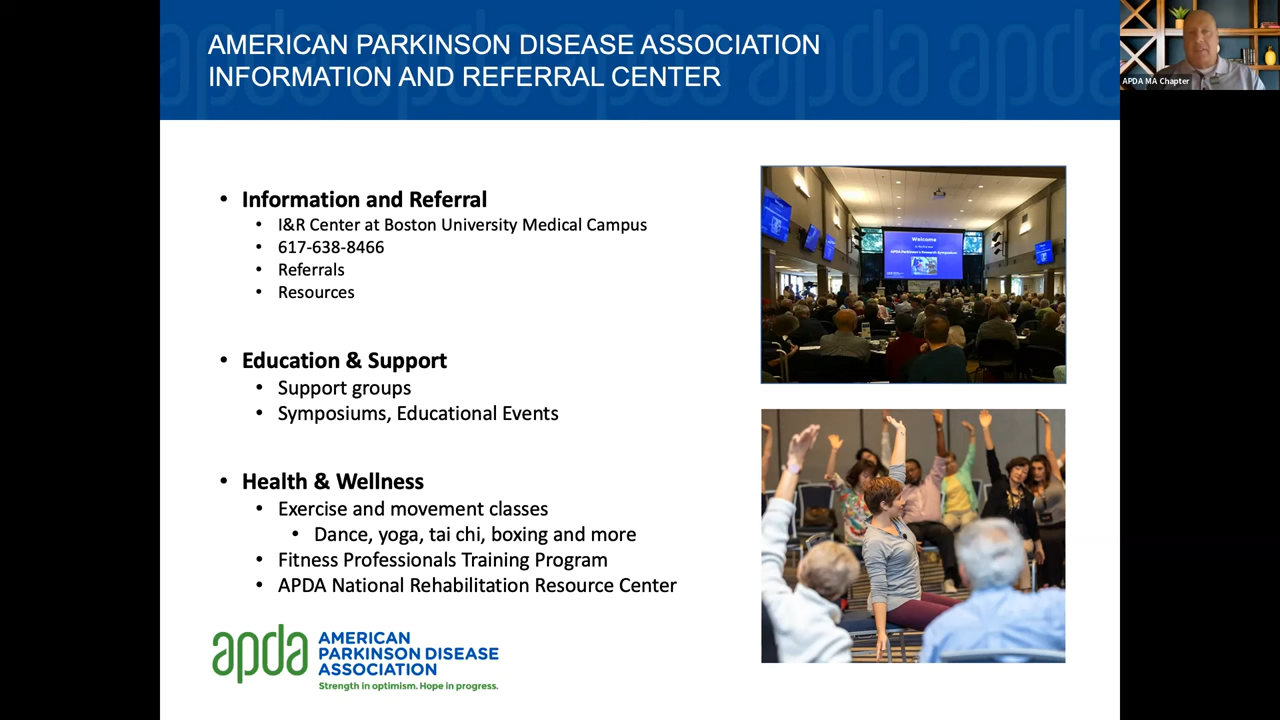 AMERICAN PARKINSON DISEASE ASSOCIATION
INFORMATION AND REFERRAL CENTER
APDA MA Chapter
• Information and Referral
• I&R Center at Boston University Medical Campus
• 617-638-8466
• Referrals
• Resources
Welcome
• Education & Support
• Support groups
• Symposiums, Educational Events
• Health & Wellness
• Exercise and movement classes
• Dance, yoga, tai chi, boxing and more
• Fitness Professionals Training Program
• APDA National Rehabilitation Resource Center
apda
AMERICAN
PARKINSON DISEASE
ASSOCIATION
Strength in optimism. Hope in progress.